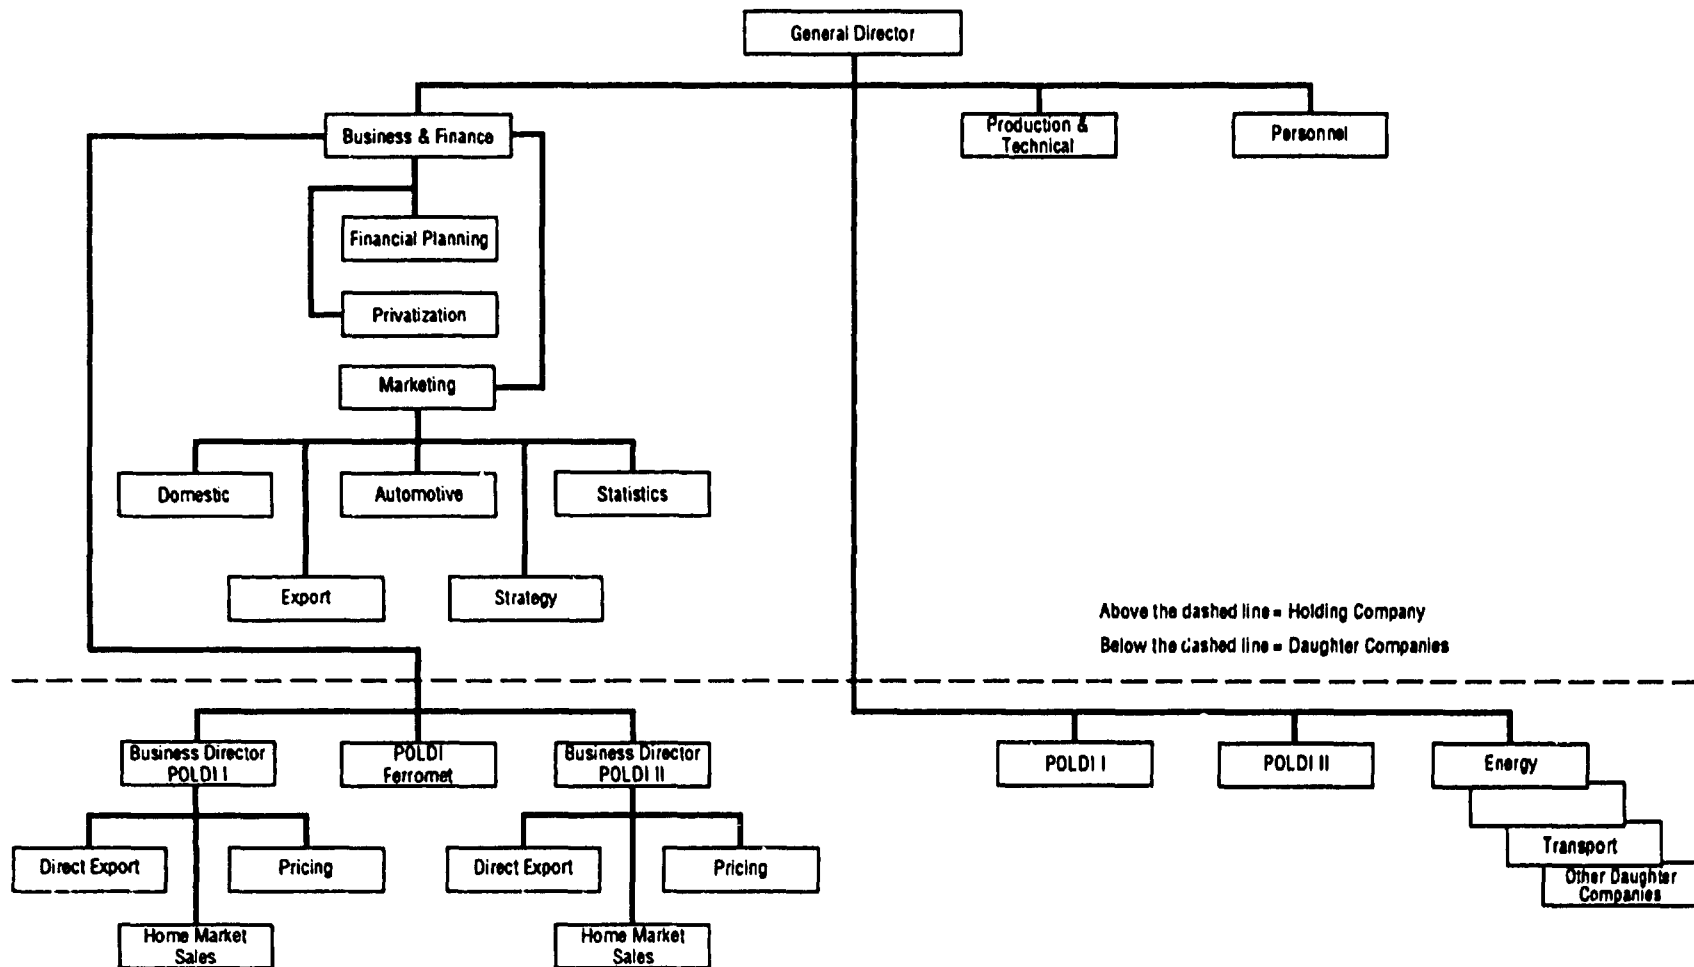 General Director
Business & Finance
Production &
Technical
Personnel
Financial Planning
Privatization
Marketing
Domestic
Automotive
Statistics
Export
Strategy
Above the dashed line = Holding Company
Below the dashed line = Daughter Companies
Business Director
POLDI I
POLDI
Ferromet
Business Director
POLDI II
POLDI I
POLDI II
Energy
Transport
Other Daughter
Companies
Direct Export
Pricing
Direct Export
Pricing
Home Market
Sales
Home Market
Sales